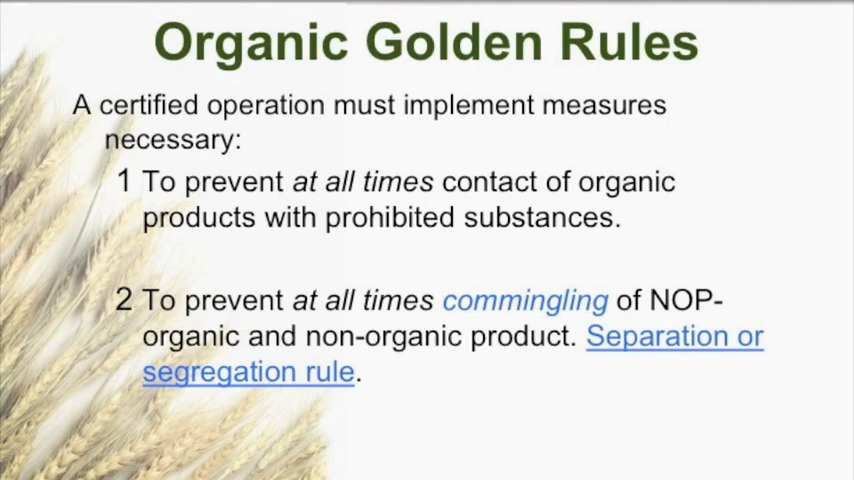 Organic Golden Rules
A certified operation must implement measures
necessary:
1 To prevent at all times contact of organic
products with prohibited substances.
2 To prevent at all times commingling of NOP-
organic and non-organic product. Separation or
segregation rule.